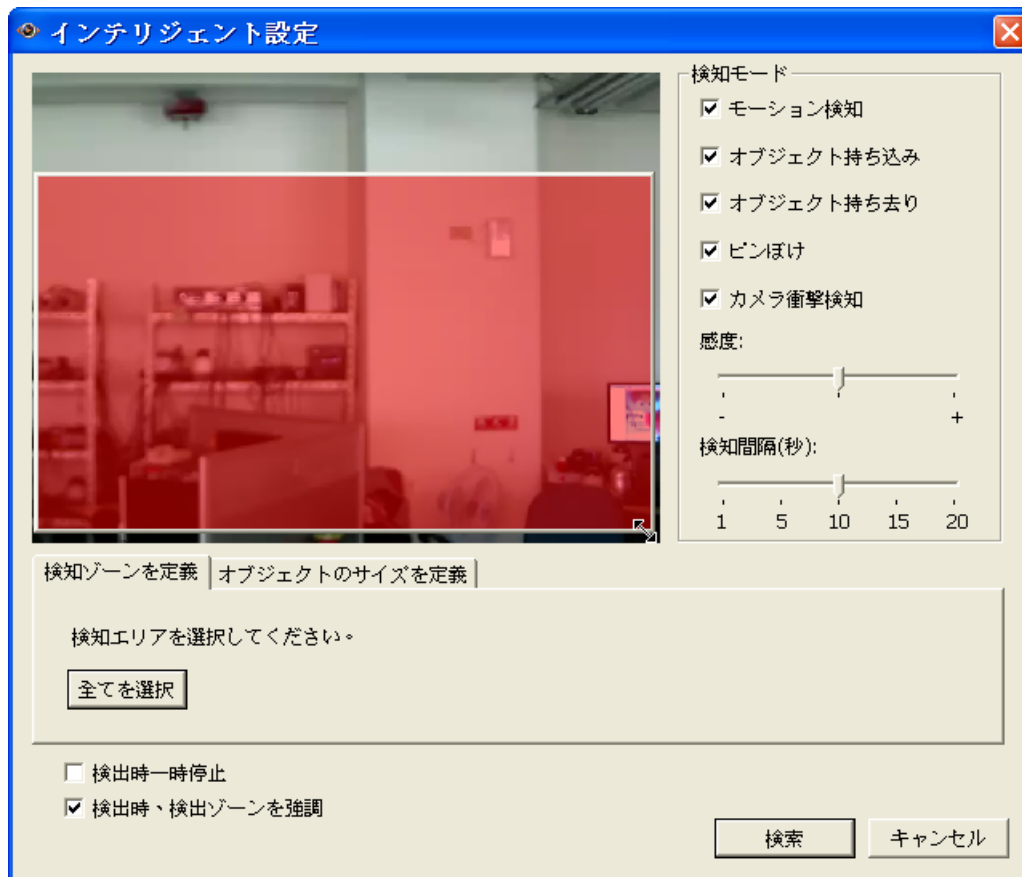 インテリジェント設定
検知モード
モーション検知
オブジェクト持ち込み
オブジェクト持ち去り
ピンぼけ
カメラ衝撃検知
感度:
- +
検知間隔(秒):
1 5 10 15 20
検知ゾーンを定義 オブジェクトのサイズを定義
検知エリアを選択してください。
全てを選択
検出時一時停止
検出時、検出ゾーンを強調
検索 キャンセル